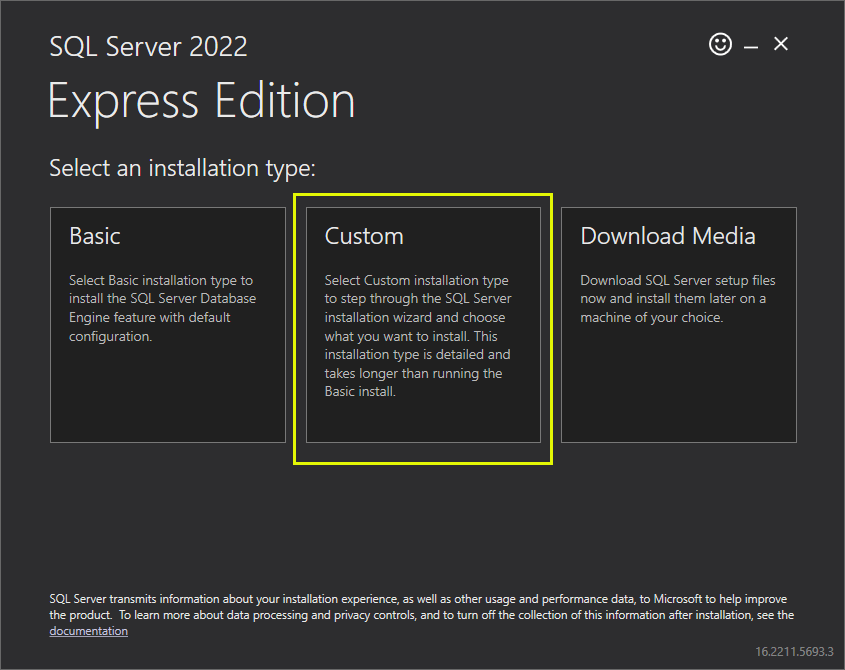 SQL Server 2022
Express Edition
Select an installation type:
Basic
Select Basic installation type to
install the SQL Server Database
Engine feature with default
configuration.
Custom
Select Custom installation type
to step through the SQL Server
installation wizard and choose
what you want to install. This
installation type is detailed and
takes longer than running the
Basic install.
Download Media
Download SQL Server setup files
now and install them later on a
machine of your choice.
SQL Server transmits information about your installation experience, as well as other usage and performance data, to Microsoft to help improve
the product.  To learn more about data processing and privacy controls, and to turn off the collection of this information after installation, see the
documentation
16.2211.5693.3